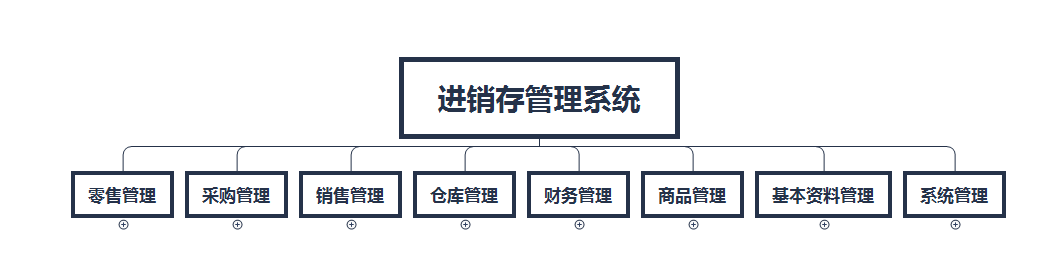 进销存管理系统
零售管理
采购管理
销售管理
仓库管理
财务管理
商品管理
基本资料管理
系统管理